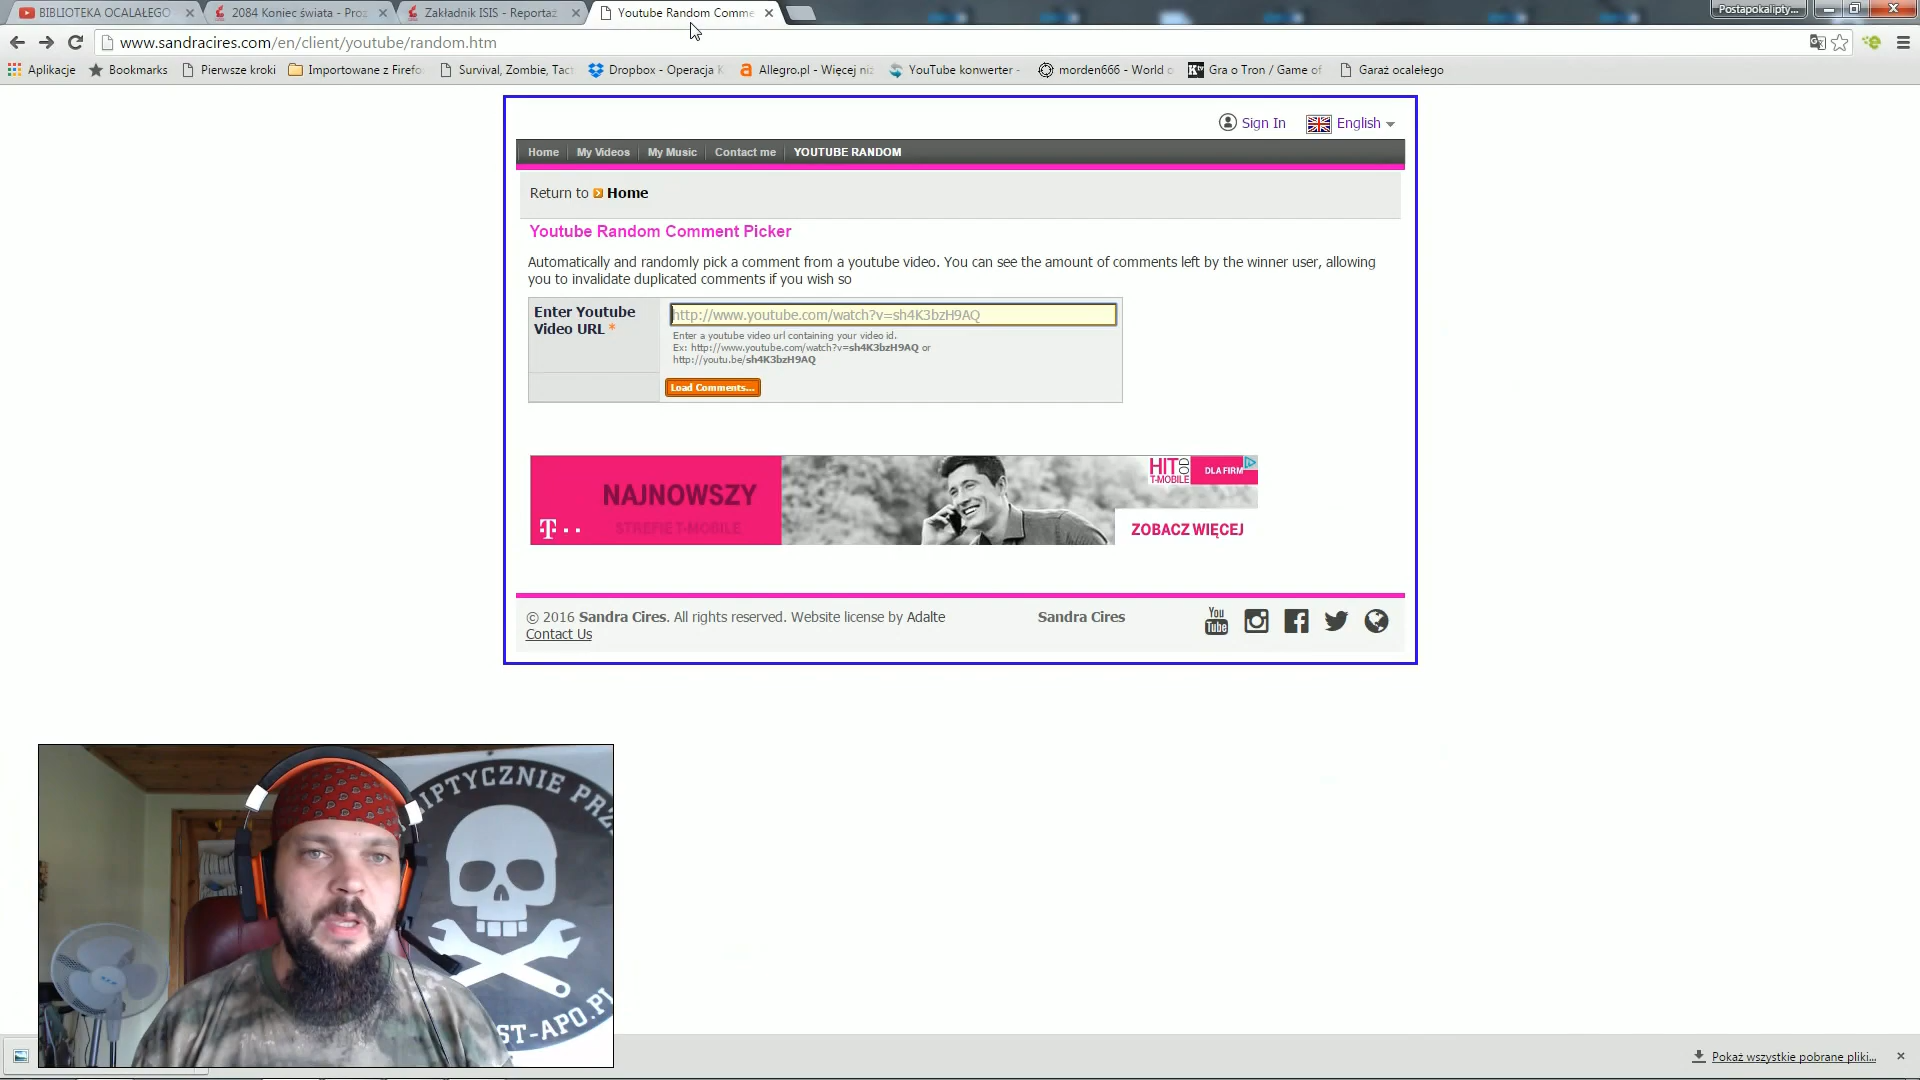 BIBLIOTEKA OCALAŁEGO
2084 Koniec świata - Proz
Zakładnik ISIS - Reportaż
Youtube Random Comme
Postapokalipty...
www.sandracires.com/en/client/youtube/random.htm
Aplikacje
Bookmarks
Pierwsze kroki
Importowane z Firefo
Survival, Zombie, Tact
Dropbox - Operacja K
Allegro.pl - Więcej niż
YouTube konwerter -
morden666 - World o
Gra o Tron / Game of
Garaż ocalełego
Sign In
English
Home
My Videos
My Music
Contact me
YOUTUBE RANDOM
Return to Home
Youtube Random Comment Picker
Automatically and randomly pick a comment from a youtube video. You can see the amount of comments left by the winner user, allowing
you to invalidate duplicated comments if you wish so
Enter Youtube
Video URL *
http://www.youtube.com/watch?v=sh4K3bzH9AQ
Enter a youtube video url containing your video id.
Ex: http://www.youtube.com/watch?v=sh4K3bzH9AQ or
http://youtu.be/sh4K3bzH9AQ
Load Comments...
NAJNOWSZY
STREFIE T-MOBILE
T..
HIT OD
T-MOBILE
DLA FIRM
ZOBACZ WIĘCEJ
© 2016 Sandra Cires. All rights reserved. Website license by Adalte
Contact Us
Sandra Cires
You
Tube
IPTYCZNIE PRZ
ST-APO.PL
Pokaż wszystkie pobrane pliki...